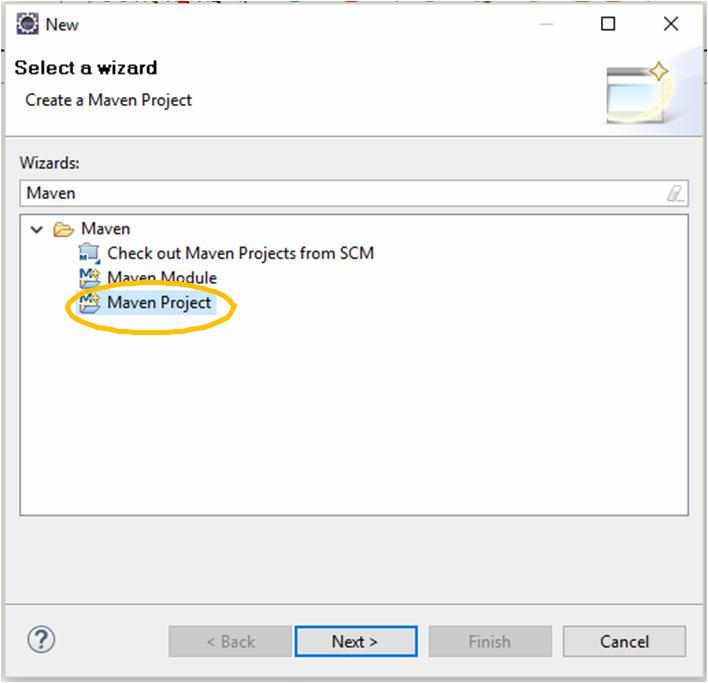 New
Select a wizard
Create a Maven Project
Wizards:
Maven
Maven
Check out Maven Projects from SCM
Maven Module
Maven Project
?
< Back
Next >
Finish
Cancel